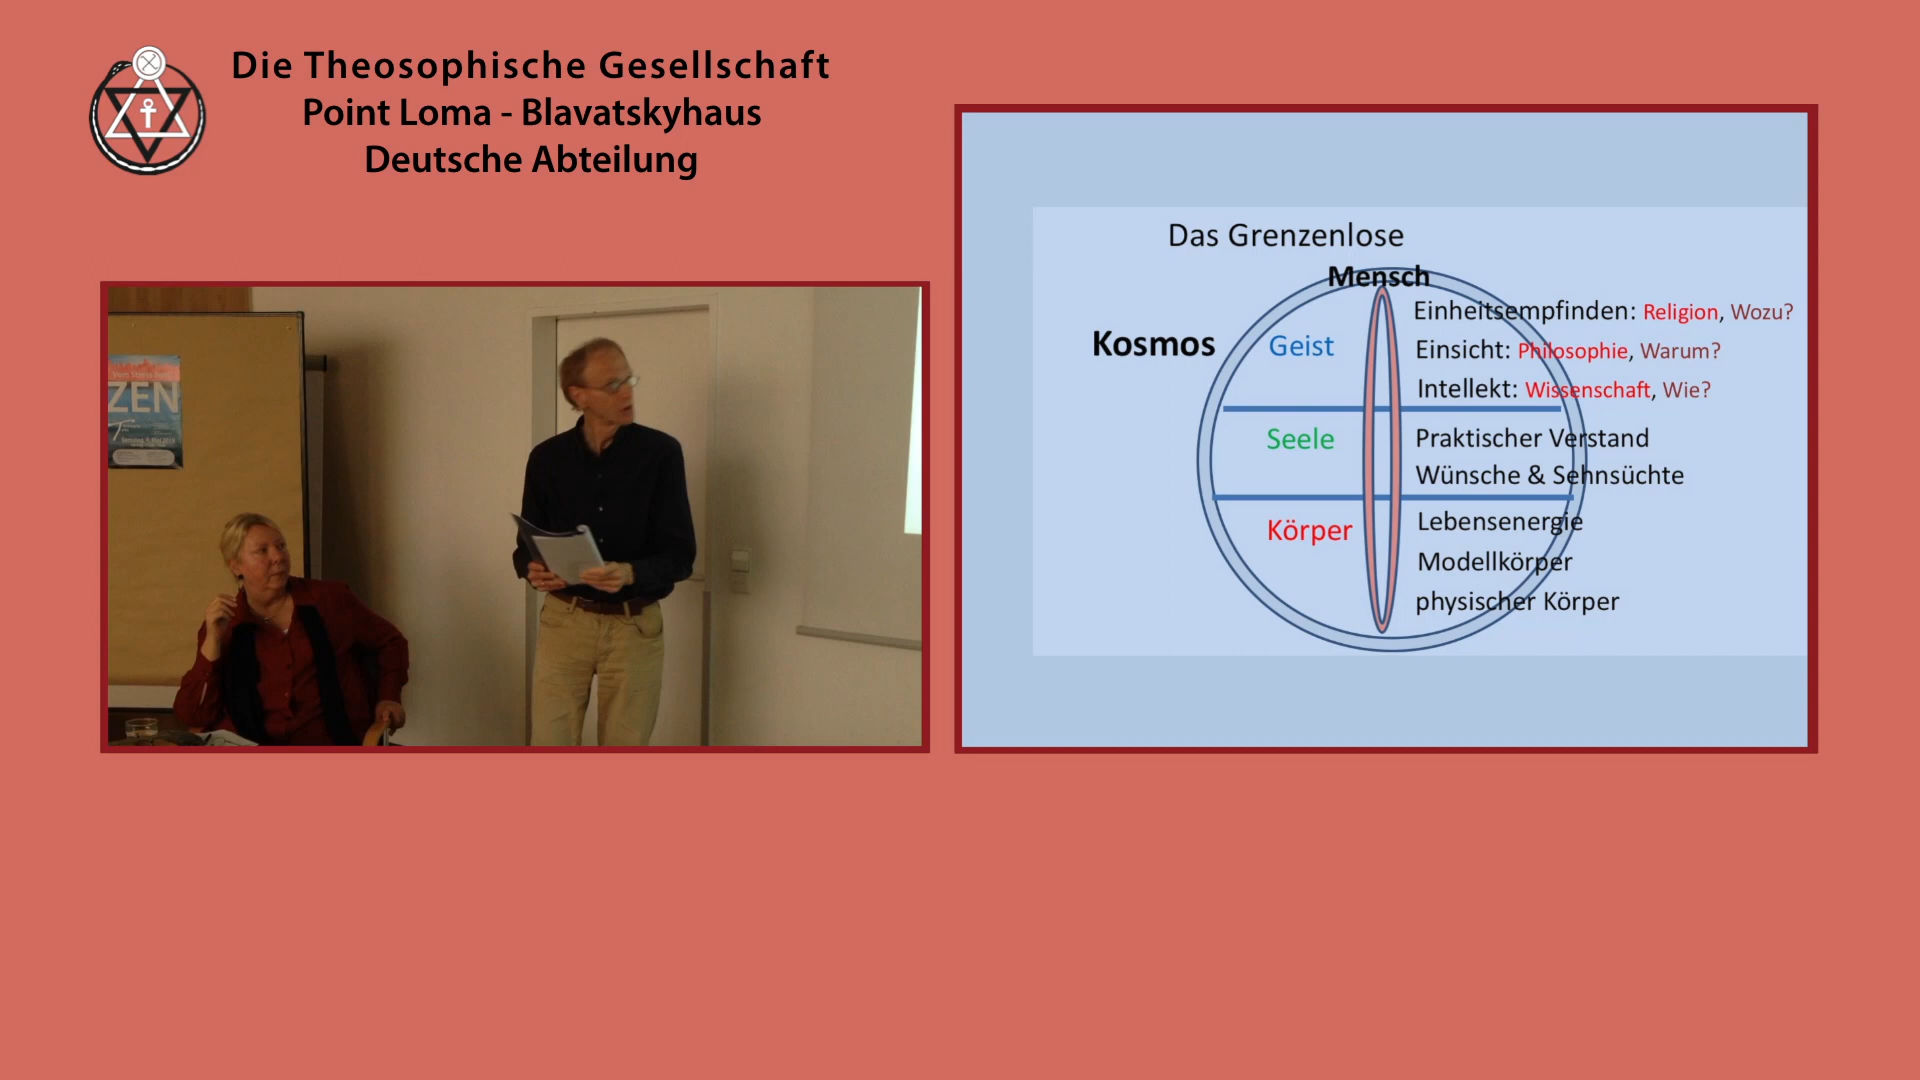 Die Theosophische Gesellschaft
Point Loma - Blavatskyhaus
Deutsche Abteilung
ZEN
Das Grenzenlose
Mensch
Kosmos
Geist
Einheitsempfinden: Religion, Wozu?
Einsicht: Philosophie, Warum?
Intellekt: Wissenschaft, Wie?
Seele
Praktischer Verstand
Wünsche & Sehnsüchte
Körper
Lebensenergie
Modellkörper
physischer Körper